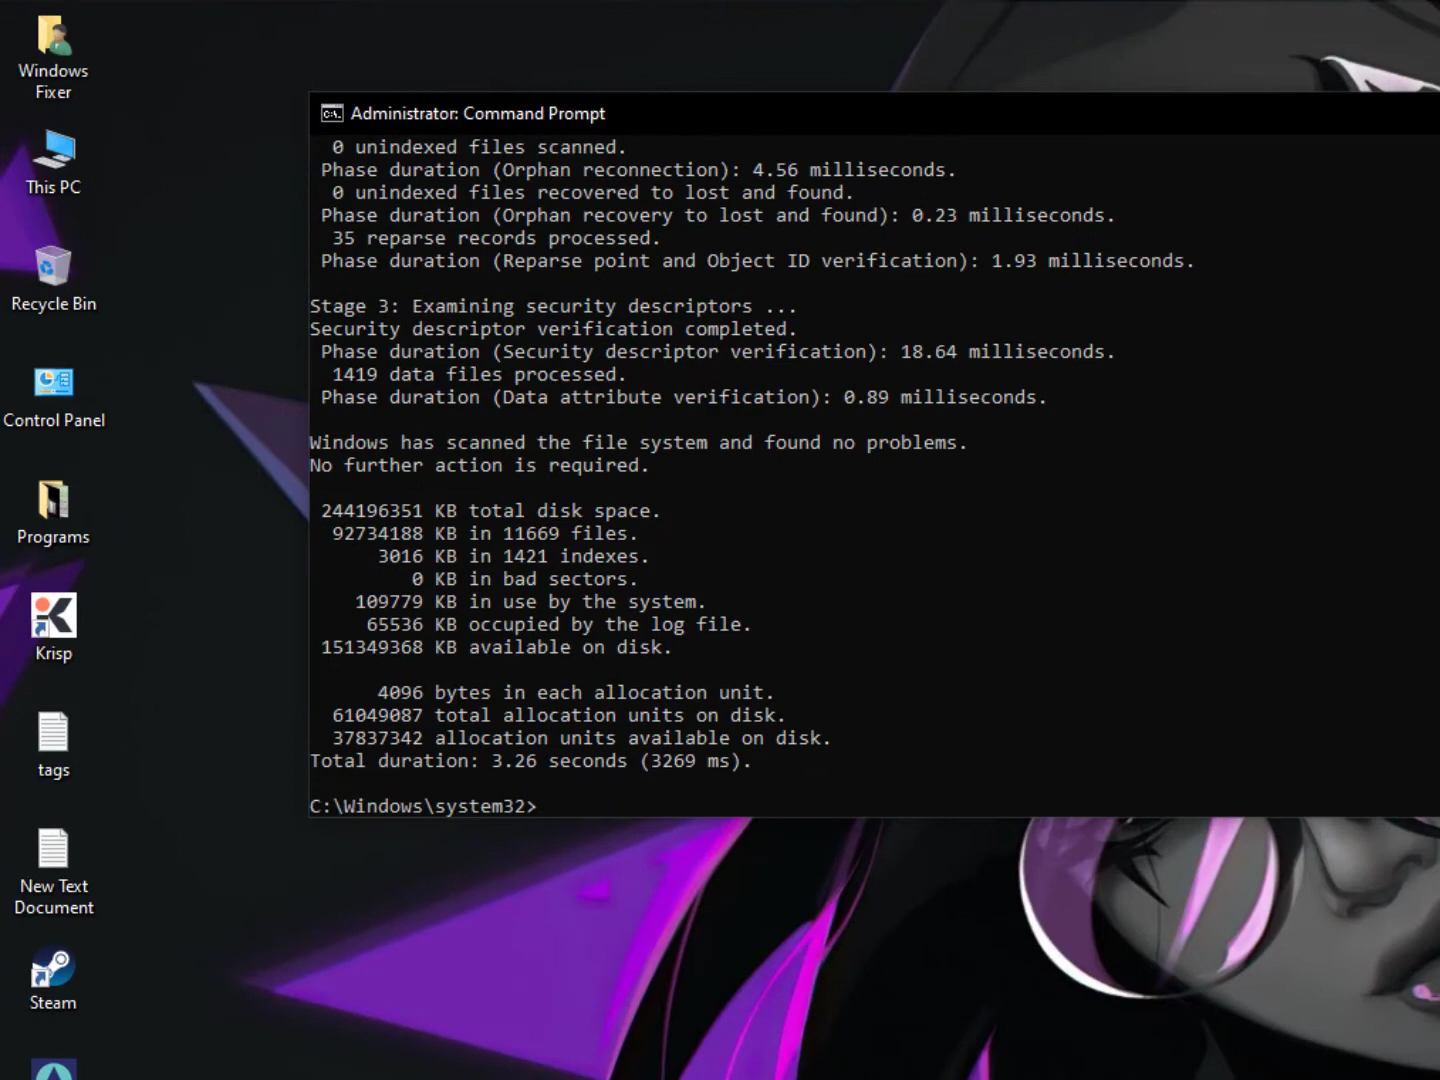 Windows
Fixer
This PC
Recycle Bin
Control Panel
Programs
Krisp
tags
New Text
Document
Steam
Administrator: Command Prompt
0 unindexed files scanned.
Phase duration (Orphan reconnection): 4.56 milliseconds.
0 unindexed files recovered to lost and found.
Phase duration (Orphan recovery to lost and found): 0.23 milliseconds.
35 reparse records processed.
Phase duration (Reparse point and Object ID verification): 1.93 milliseconds.
Stage 3: Examining security descriptors ...
Security descriptor verification completed.
Phase duration (Security descriptor verification): 18.64 milliseconds.
1419 data files processed.
Phase duration (Data attribute verification): 0.89 milliseconds.
Windows has scanned the file system and found no problems.
No further action is required.
244196351 KB total disk space.
92734188 KB in 11669 files.
3016 KB in 1421 indexes.
0 KB in bad sectors.
109779 KB in use by the system.
65536 KB occupied by the log file.
151349368 KB available on disk.
4096 bytes in each allocation unit.
61049087 total allocation units on disk.
37837342 allocation units available on disk.
Total duration: 3.26 seconds (3269 ms).
C:\Windows\system32>